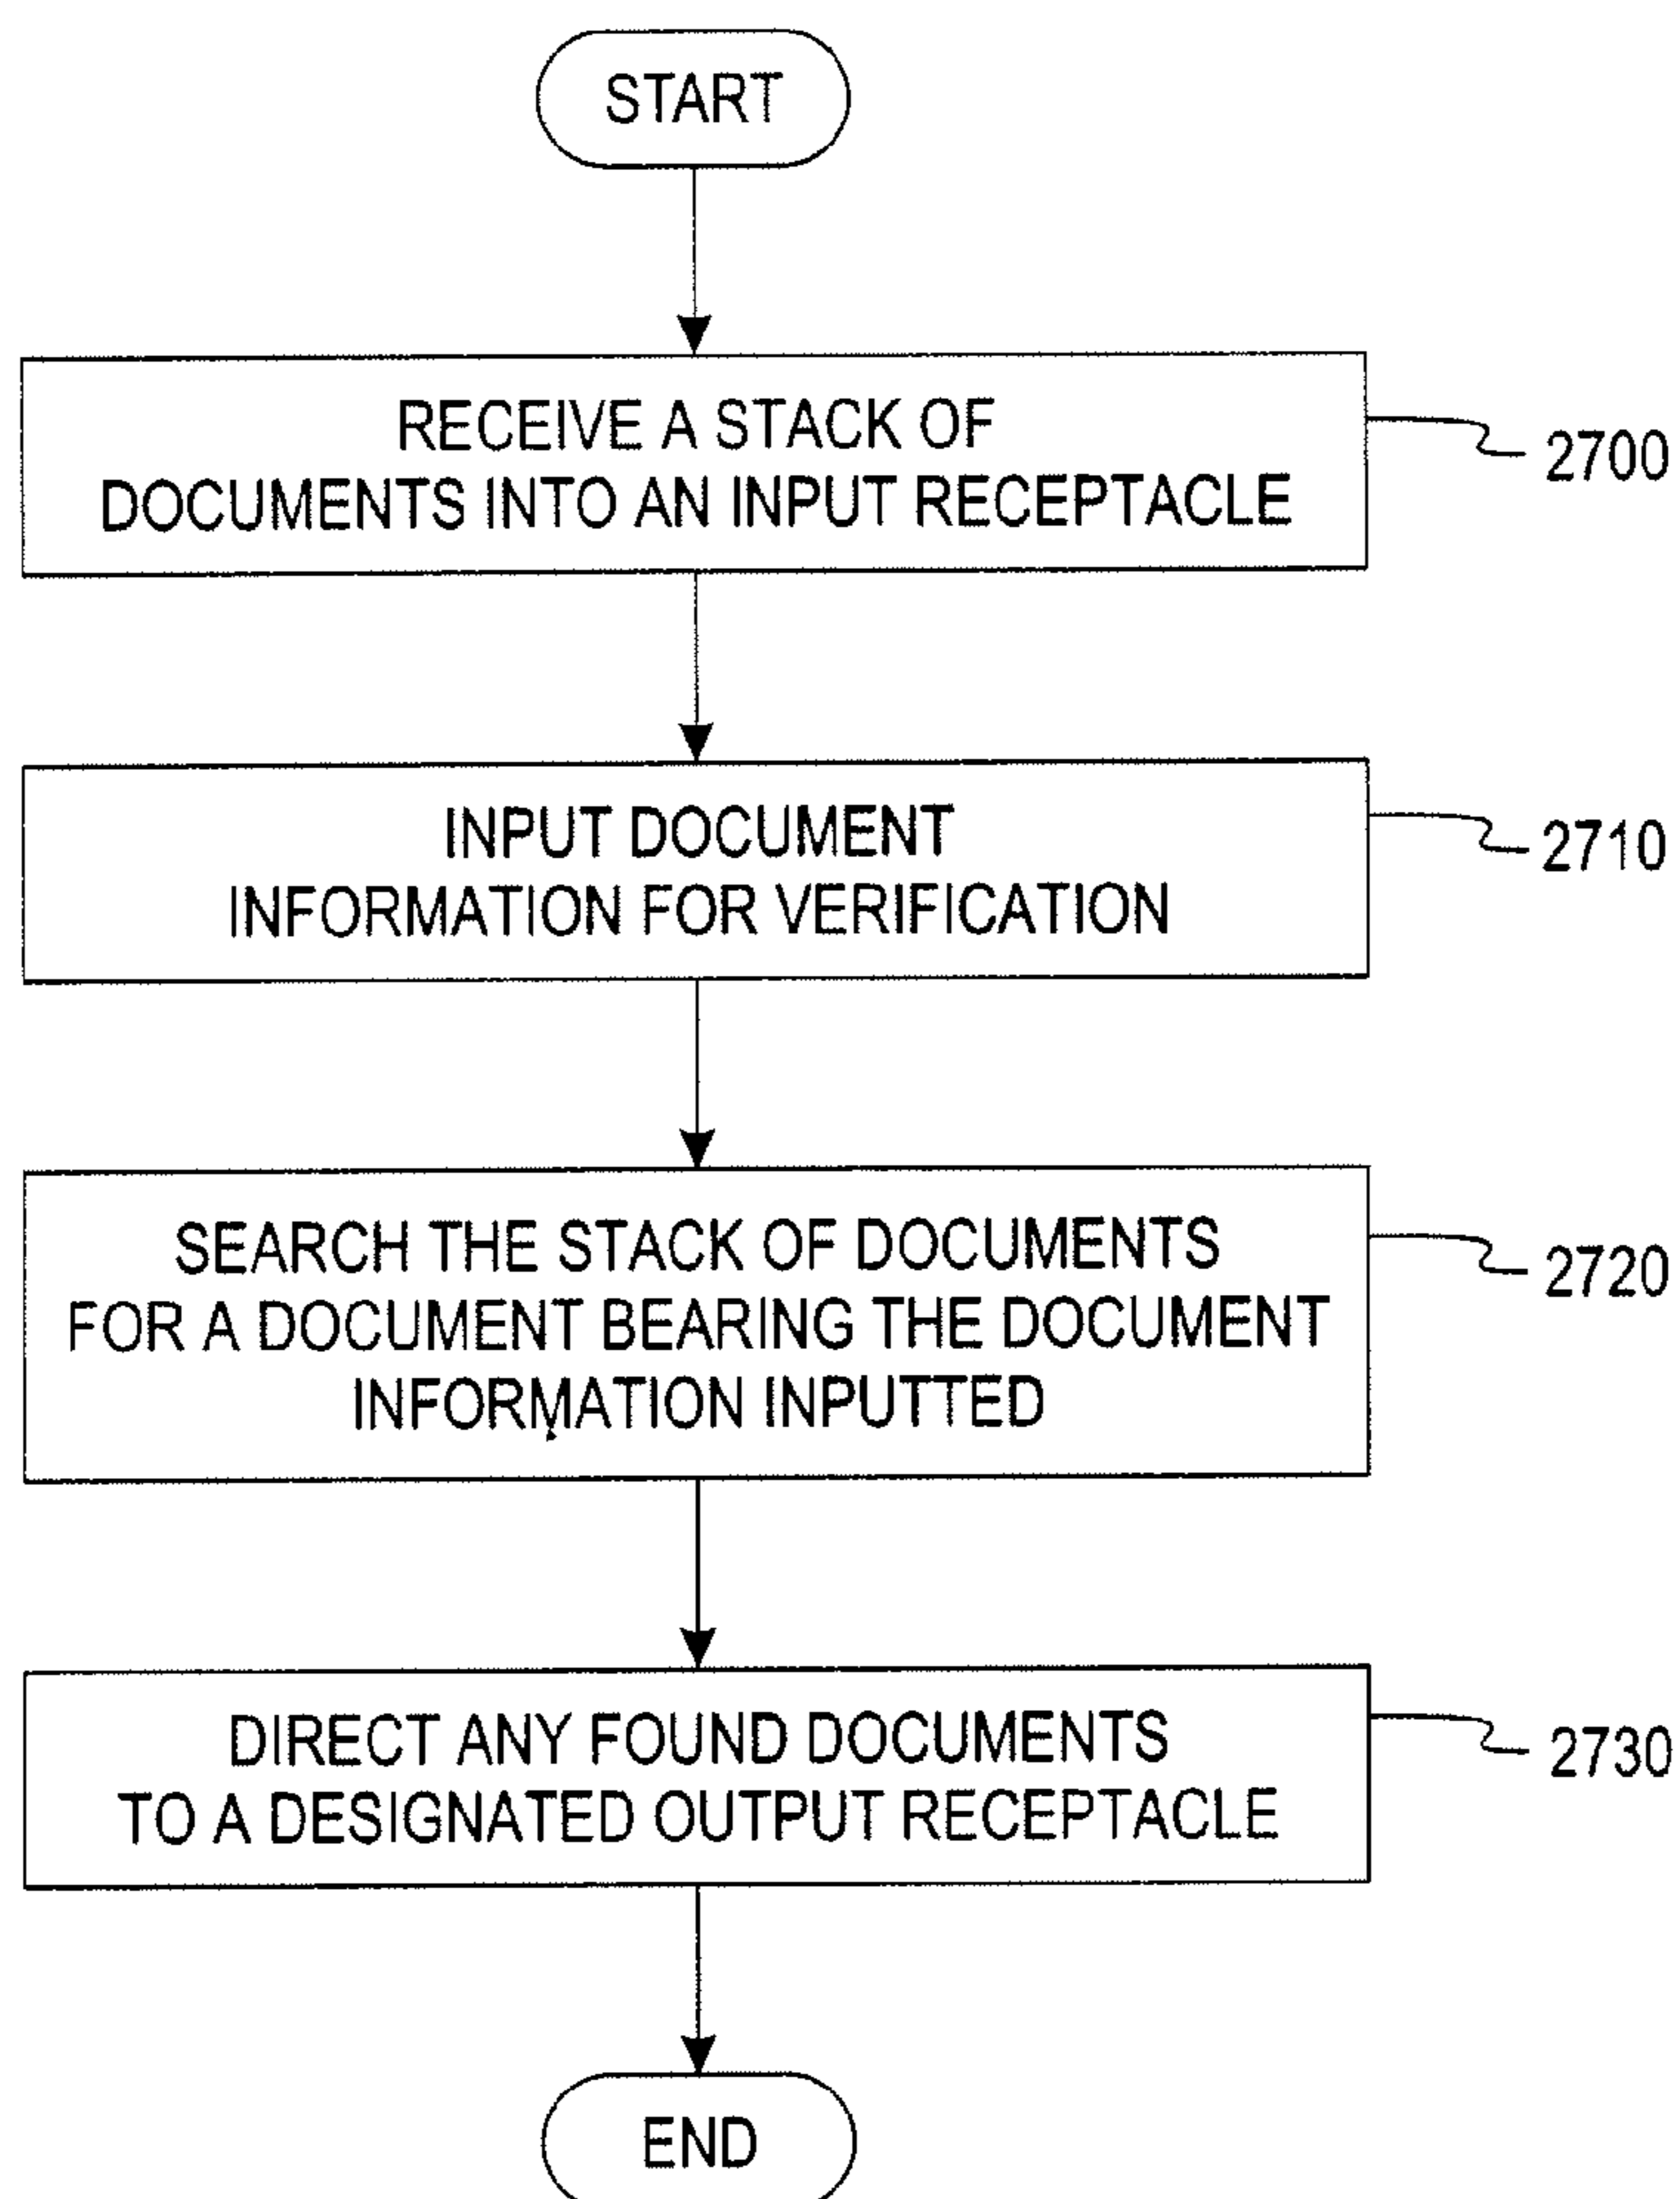 START
RECEIVE A STACK OF
DOCUMENTS INTO AN INPUT RECEPTACLE
2700
INPUT DOCUMENT
INFORMATION FOR VERIFICATION
2710
SEARCH THE STACK OF DOCUMENTS
FOR A DOCUMENT BEARING THE DOCUMENT
INFORMATION INPUTTED
2720
DIRECT ANY FOUND DOCUMENTS
TO A DESIGNATED OUTPUT RECEPTACLE
2730
END